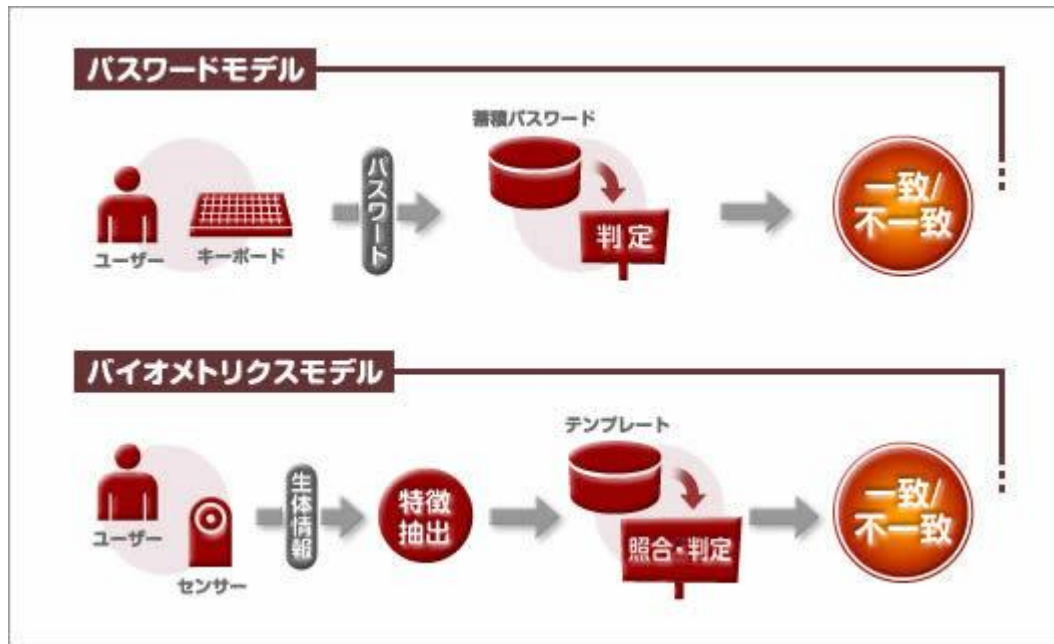 パスワードモデル
蓄積パスワード
ユーザー
キーボード
パスワード
判定
一致/
不一致
バイオメトリクスモデル
テンプレート
ユーザー
センサー
生体情報
特徴
抽出
照合・判定
一致/
不一致